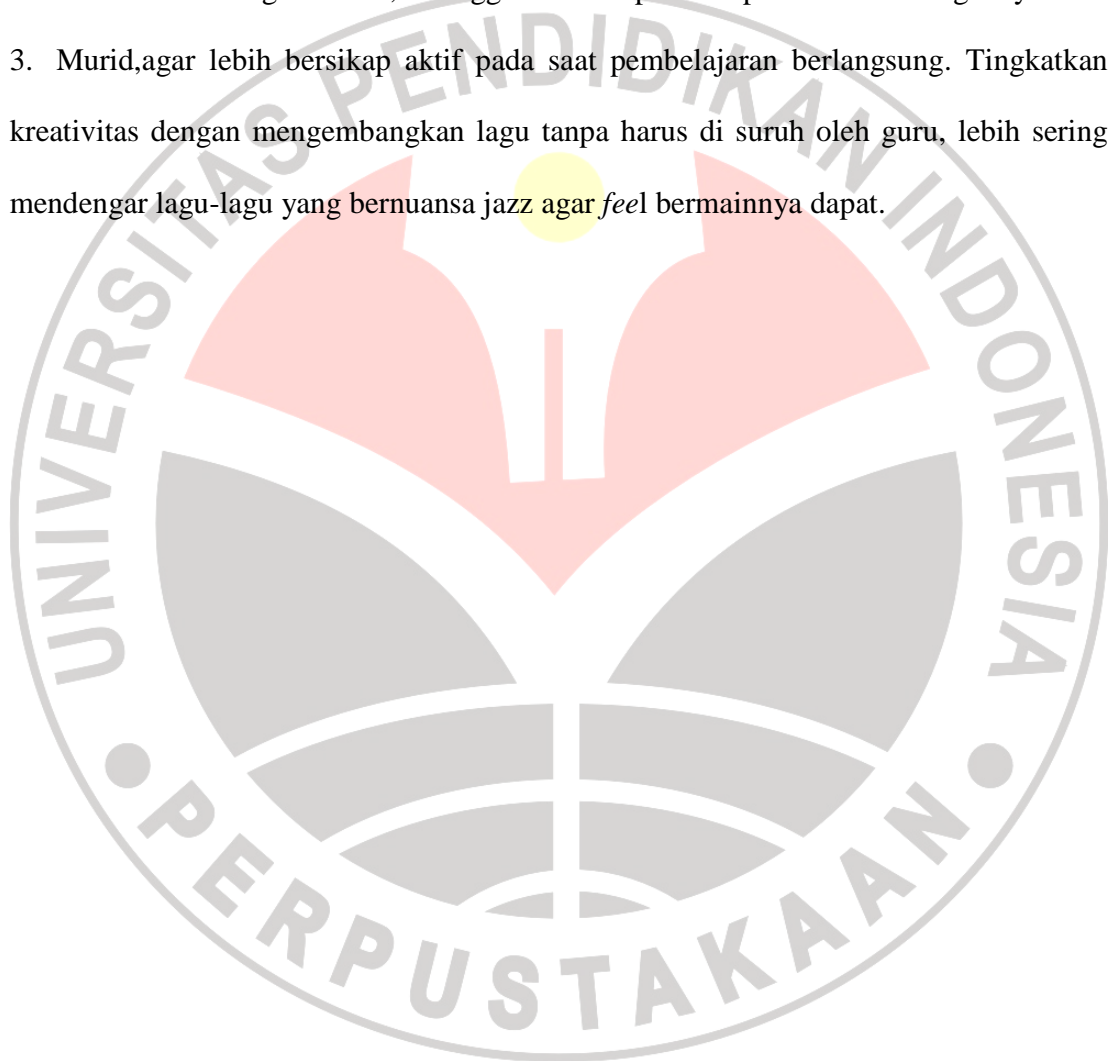 3. Murid,agar lebih bersikap aktif pada saat pembelajaran berlangsung. Tingkatkan
kreativitas dengan mengembangkan lagu tanpa harus di suruh oleh guru, lebih sering
mendengar lagu-lagu yang bernuansa jazz agar feel bermainnya dapat.
UNIVERSITAS PENDIDIKAN INDONESIA
PERPUSTAKAAN